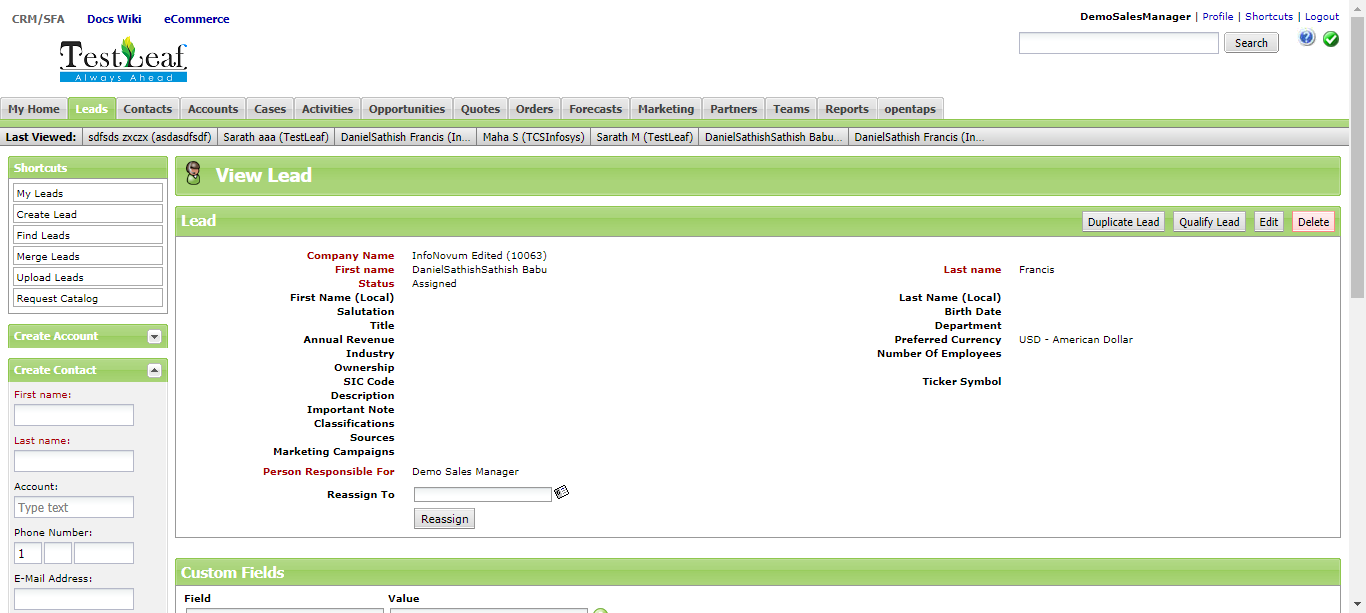 CRM/SFA Docs Wiki eCommerce
DemoSalesManager | Profile | Shortcuts | Logout
TestLeaf
Always Ahead
Search
My Home Leads Contacts Accounts Cases Activities Opportunities Quotes Orders Forecasts Marketing Partners Teams Reports opentaps
Last Viewed: sdfsds zxczx (asdasdfsdf) Sarath aaa (TestLeaf) DanielSathish Francis (In... Maha S (TCSInfosys) Sarath M (TestLeaf) DanielSathishSathish Babu... DanielSathish Francis (In...
Shortcuts
My Leads
Create Lead
Find Leads
Merge Leads
Upload Leads
Request Catalog
Create Account
Create Contact
First name:
Last name:
Account:
Type text
Phone Number:
1
E-Mail Address:
View Lead
Lead Duplicate Lead Qualify Lead Edit Delete
Company Name InfoNovum Edited (10063)
First name DanielSathishSathish Babu Last name Francis
Status Assigned
First Name (Local) Last Name (Local)
Salutation Birth Date
Title Department
Annual Revenue Preferred Currency USD - American Dollar
Industry Number Of Employees
Ownership
SIC Code Ticker Symbol
Description
Important Note
Classifications
Sources
Marketing Campaigns
Person Responsible For Demo Sales Manager
Reassign To
Reassign
Custom Fields
Field Value